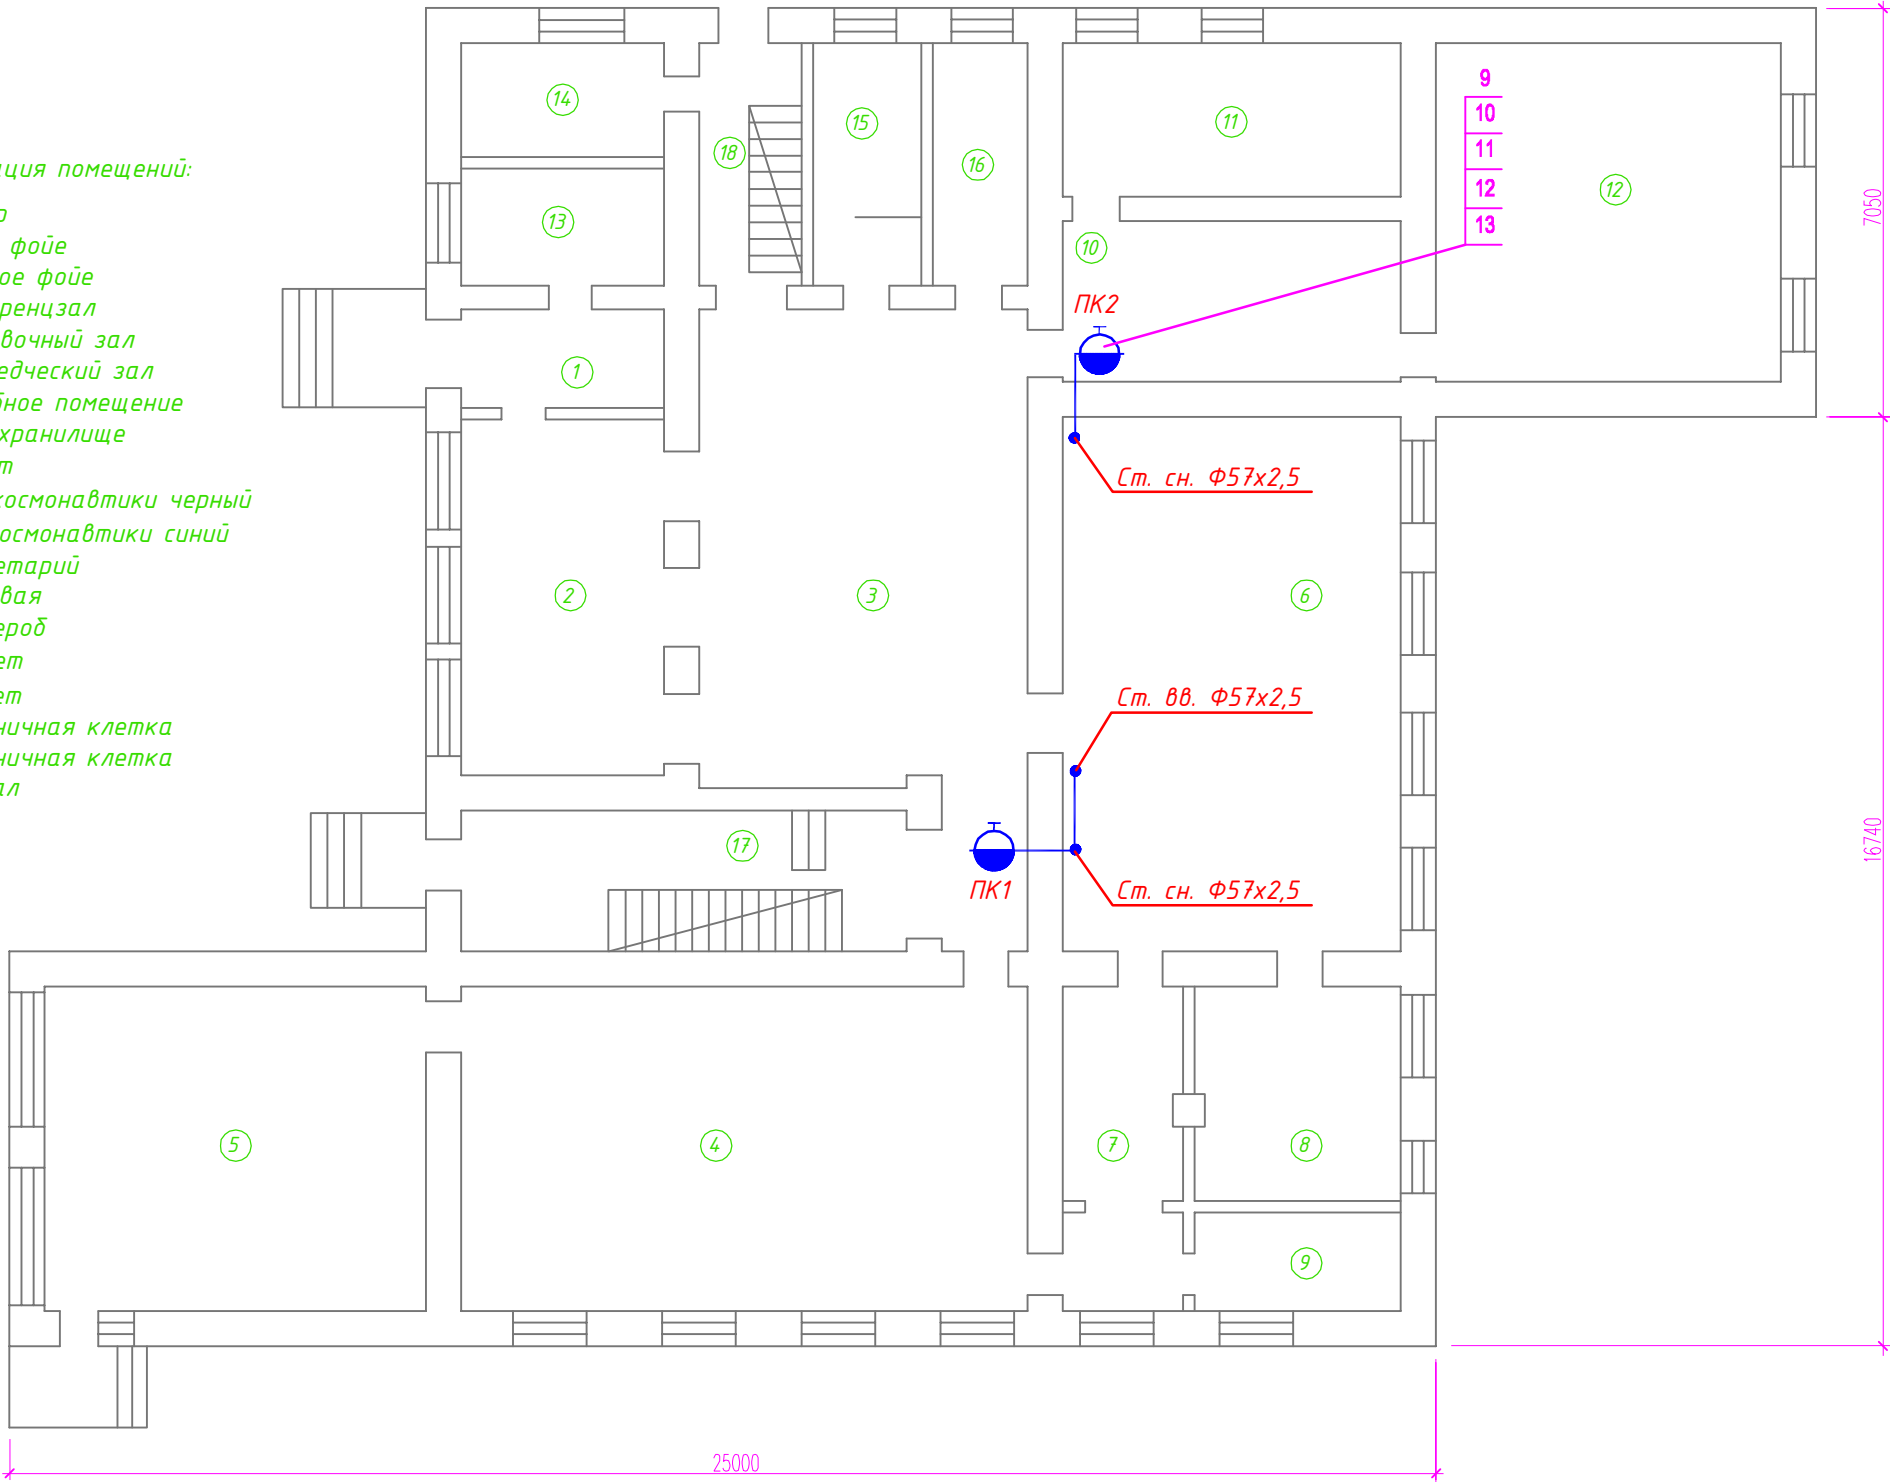 ция помещений:
о
фойе
ое фойе
ренцзал
вочный зал
едческий зал
бное помещение
хранилище
т
космонавтики черный
осмонавтики синий
етарий
вая
ероб
ет
ет
ничная клетка
ничная клетка
ал
14
13
18
15
16
11
10
12
9
10
11
12
13
7050
ПК2
1
Ст. сн. Ф57х2,5
2
3
6
Ст. вв. Ф57х2,5
17
ПК1
Ст. сн. Ф57х2,5
16740
5
4
7
8
9
25000